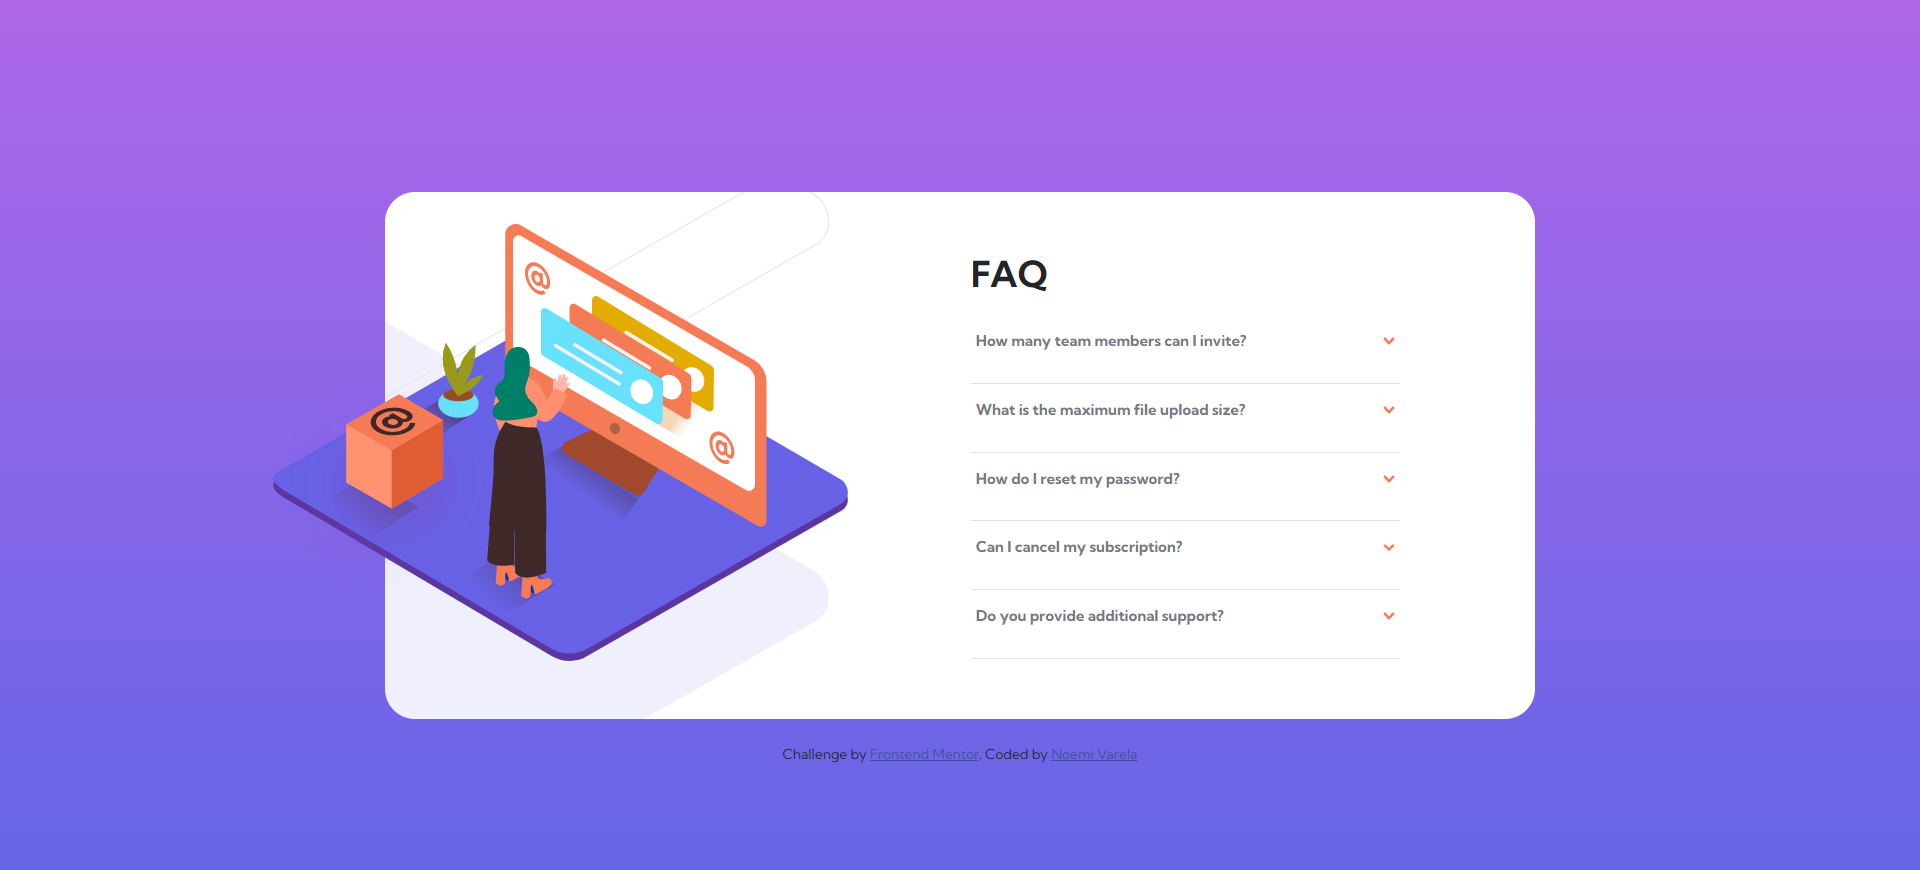 @
@
@
FAQ
How many team members can I invite?
What is the maximum file upload size?
How do I reset my password?
Can I cancel my subscription?
Do you provide additional support?
Challenge by Frontend Mentor. Coded by Noemí Varela